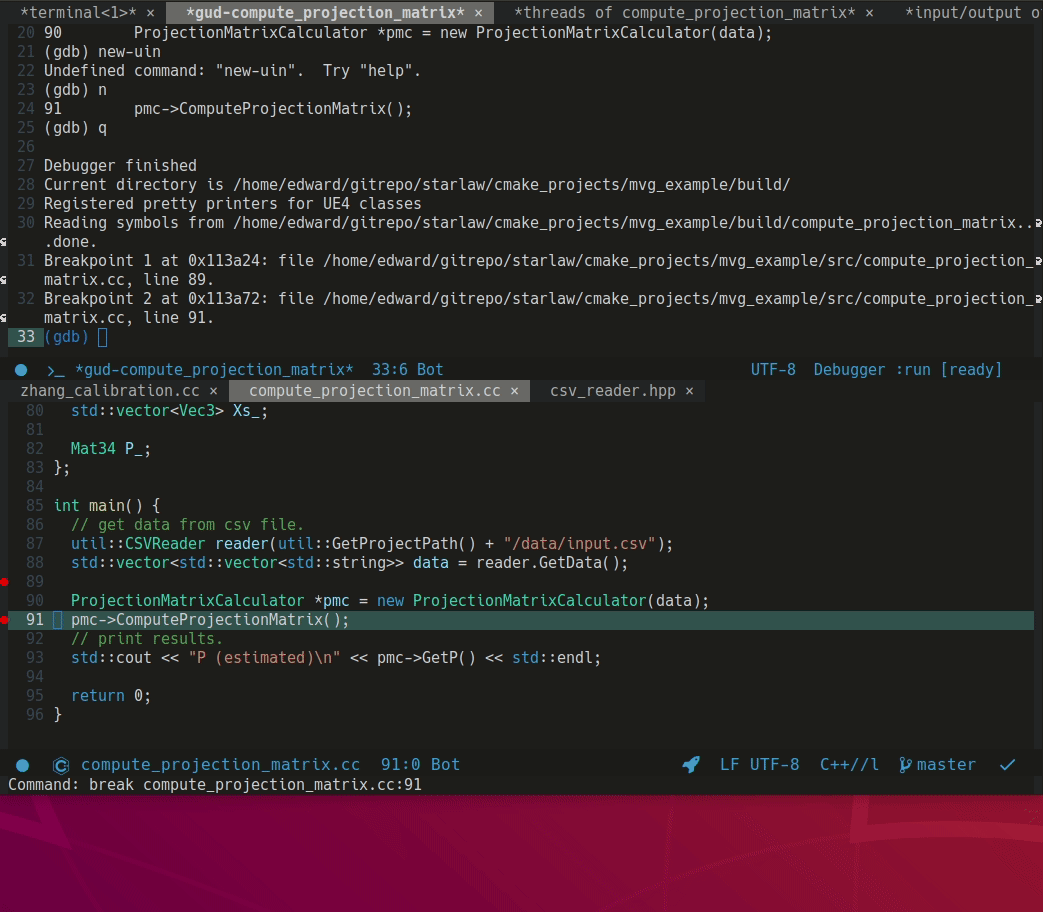 *terminal<1>* × *gud-compute_projection_matrix* × *threads of compute_projection_matrix* × *input/output o
20 90        ProjectionMatrixCalculator *pmc = new ProjectionMatrixCalculator(data);
21 (gdb) new-uin
22 Undefined command: "new-uin".  Try "help".
23 (gdb) n
24 91        pmc->ComputeProjectionMatrix();
25 (gdb) q
26
27 Debugger finished
28 Current directory is /home/edward/gitrepo/starlaw/cmake_projects/mvg_example/build/
29 Registered pretty printers for UE4 classes
30 Reading symbols from /home/edward/gitrepo/starlaw/cmake_projects/mvg_example/build/compute_projection_matrix..
.done.
31 Breakpoint 1 at 0x113a24: file /home/edward/gitrepo/starlaw/cmake_projects/mvg_example/src/compute_projection_
matrix.cc, line 89.
32 Breakpoint 2 at 0x113a72: file /home/edward/gitrepo/starlaw/cmake_projects/mvg_example/src/compute_projection_
matrix.cc, line 91.
33 (gdb)
>_ *gud-compute_projection_matrix*  33:6 Bot UTF-8  Debugger :run [ready]
zhang_calibration.cc × compute_projection_matrix.cc × csv_reader.hpp ×
80   std::vector<Vec3> Xs_;
81
82   Mat34 P_;
83 };
84
85 int main() {
86   // get data from csv file.
87   util::CSVReader reader(util::GetProjectPath() + "/data/input.csv");
88   std::vector<std::vector<std::string>> data = reader.GetData();
89
90   ProjectionMatrixCalculator *pmc = new ProjectionMatrixCalculator(data);
91   pmc->ComputeProjectionMatrix();
92   // print results.
93   std::cout << "P (estimated)\n" << pmc->GetP() << std::endl;
94
95   return 0;
96 }
C compute_projection_matrix.cc  91:0 Bot LF UTF-8  C++//l  master
Command: break compute_projection_matrix.cc:91